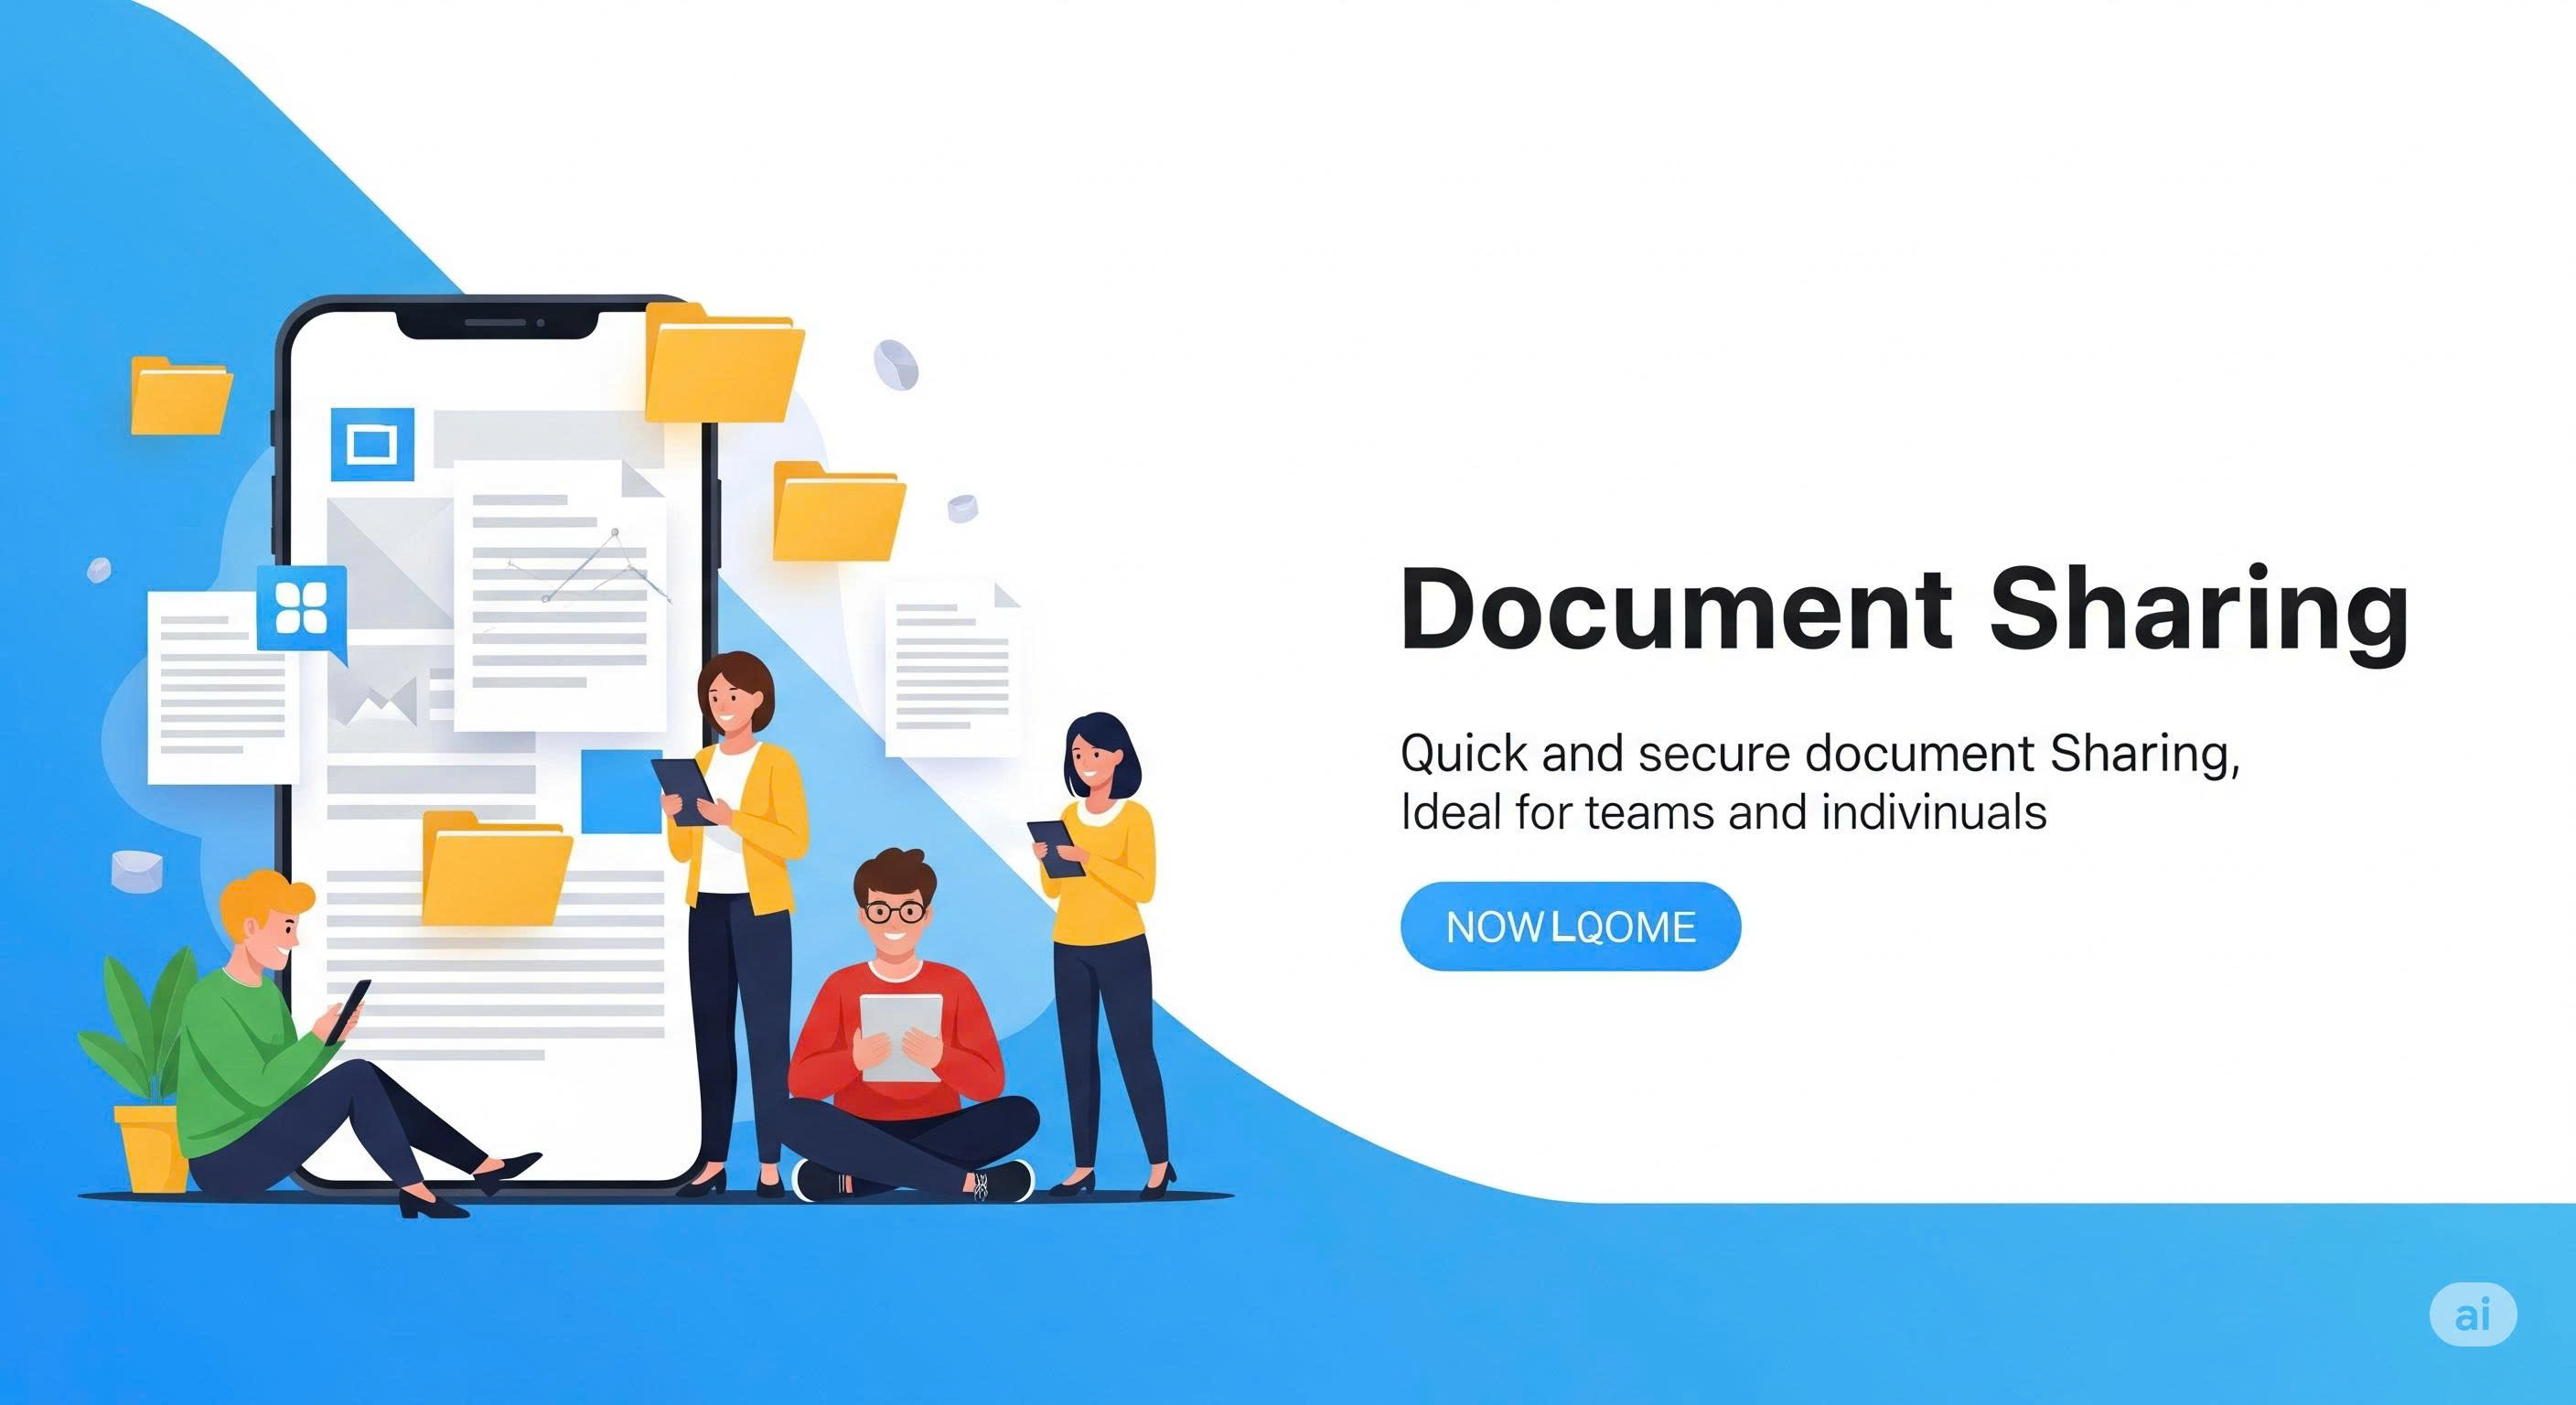 Document Sharing
Quick and secure document Sharing,
Ideal for teams and indivinuals
NOWLQOME
ai